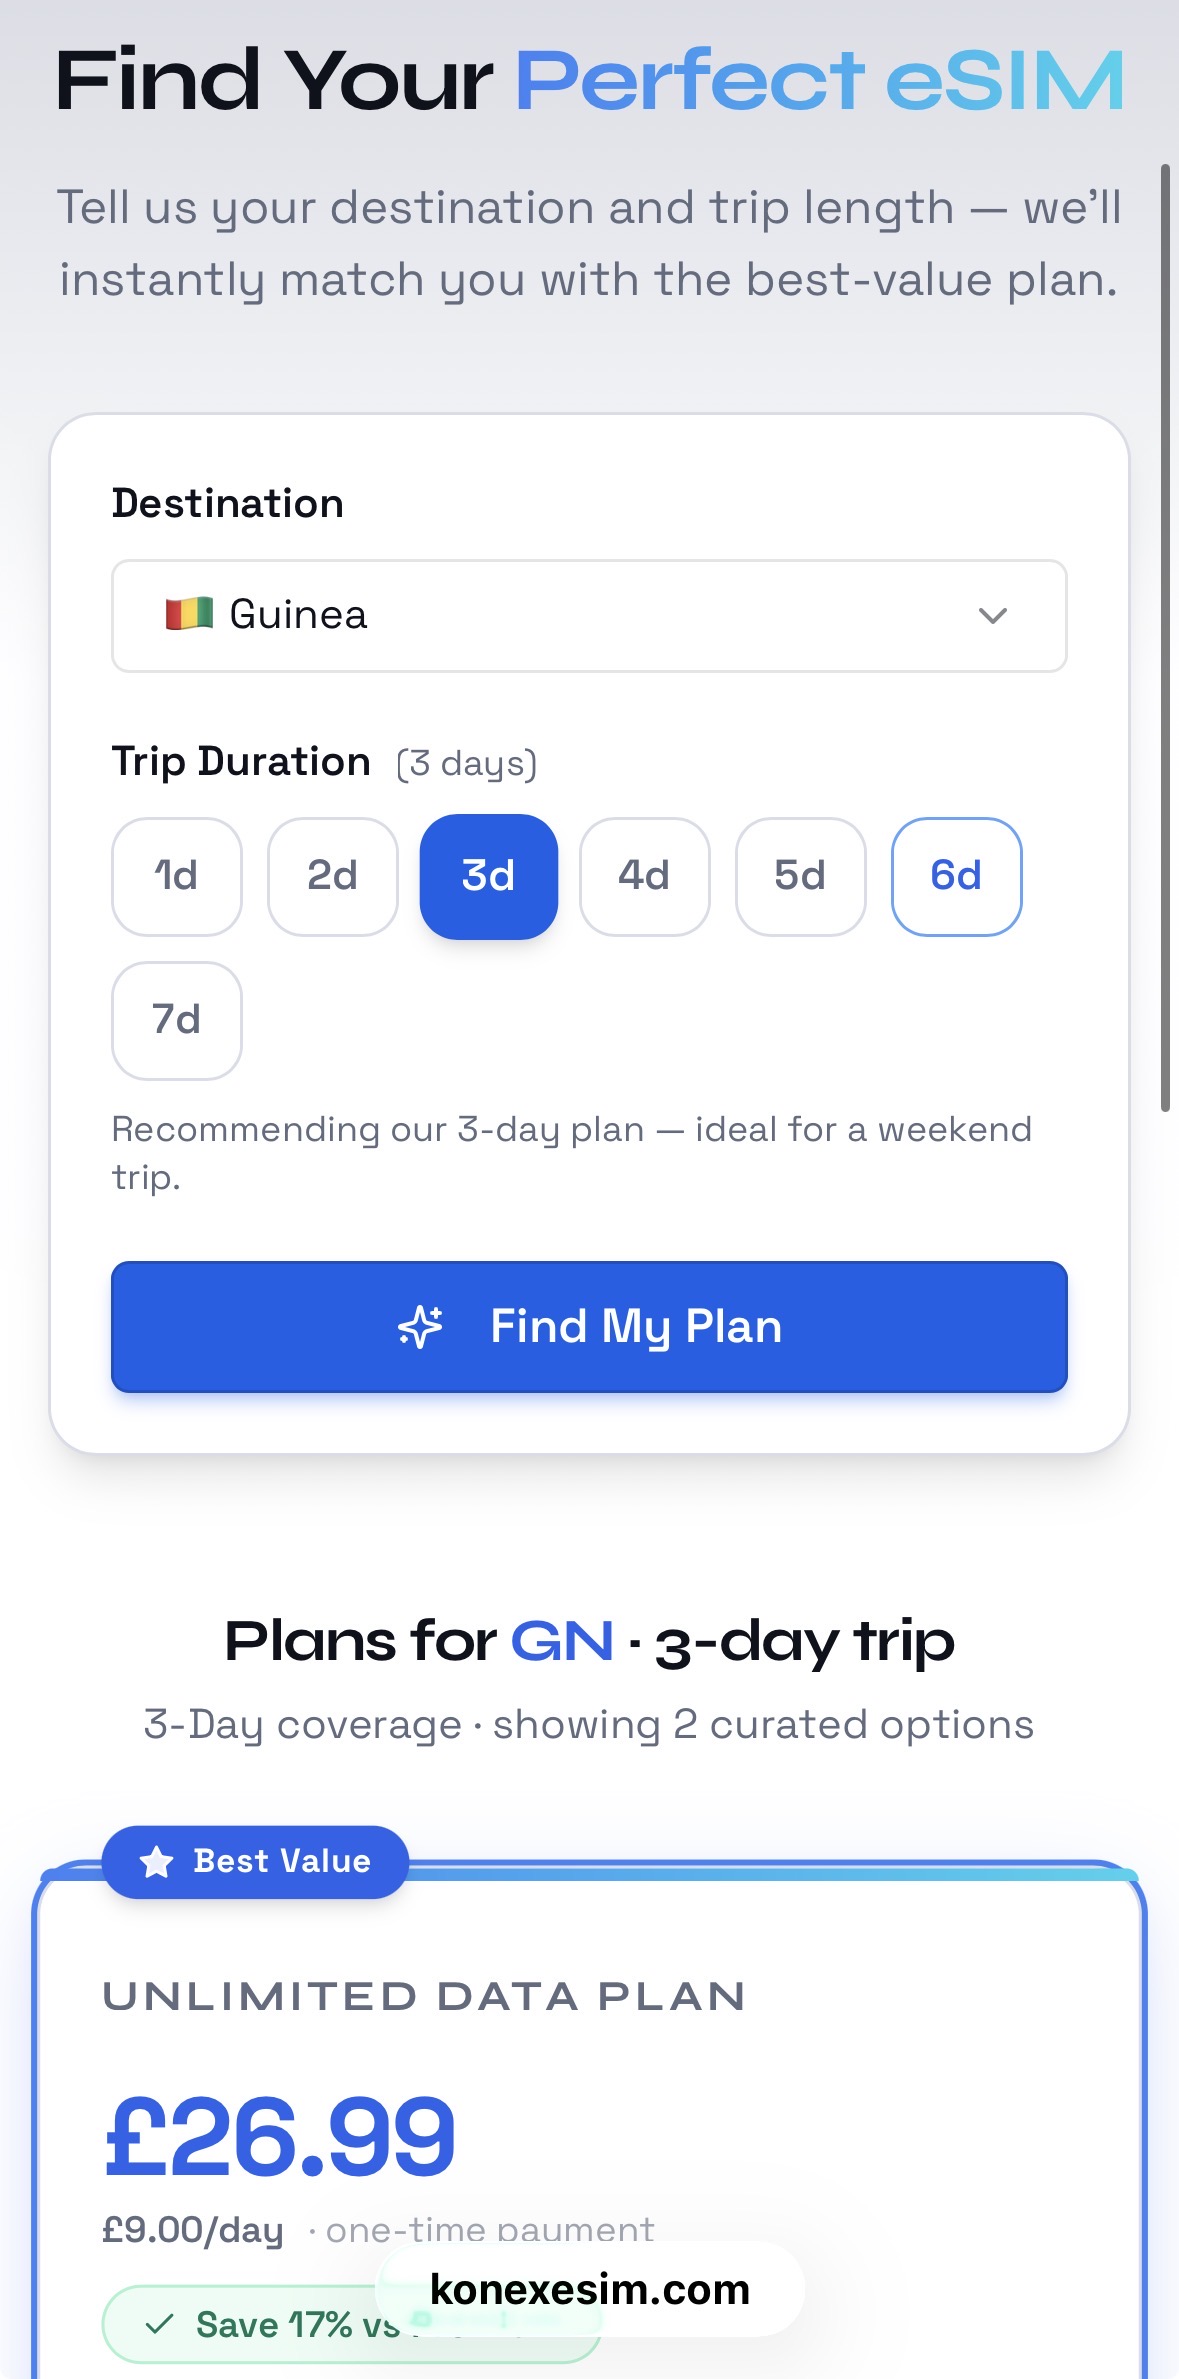 Find Your Perfect eSIM
Tell us your destination and trip length — we’ll
instantly match you with the best-value plan.
Destination
Guinea
Trip Duration (3 days)
1d 2d 3d 4d 5d 6d
7d
Recommending our 3-day plan — ideal for a weekend
trip.
Find My Plan
Plans for GN · 3-day trip
3-Day coverage · showing 2 curated options
Best Value
UNLIMITED DATA PLAN
£26.99
£9.00/day · one-time payment
konexesim.com
Save 17% vs